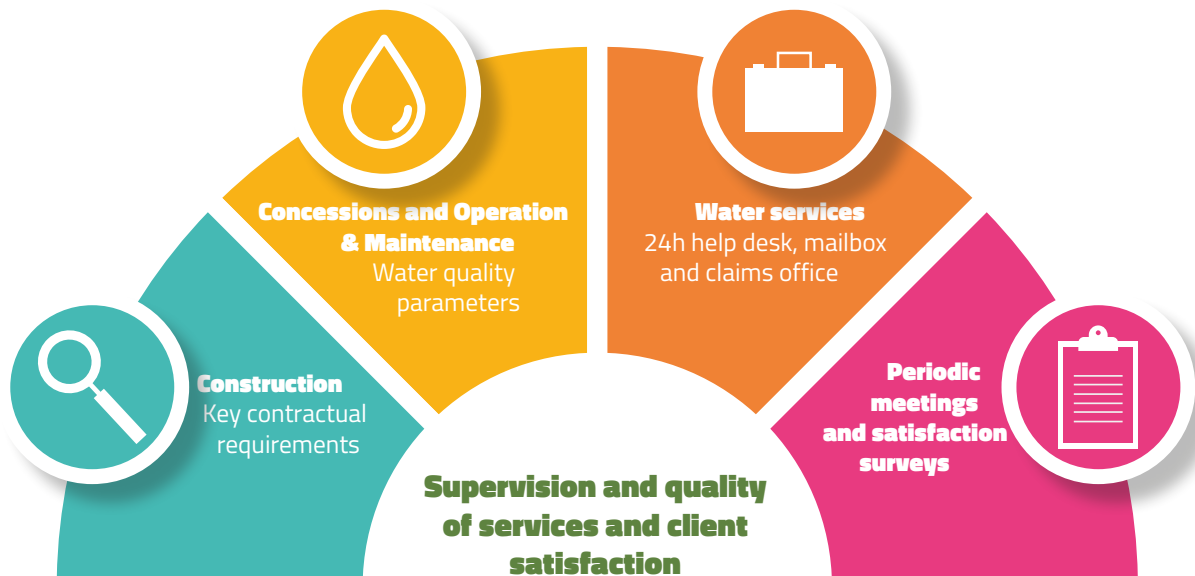 Construction
Key contractual
requirements
Concessions and Operation
& Maintenance
Water quality
parameters
Water services
24h help desk, mailbox
and claims office
Periodic
meetings
and satisfaction
surveys
Supervision and quality
of services and client
satisfaction